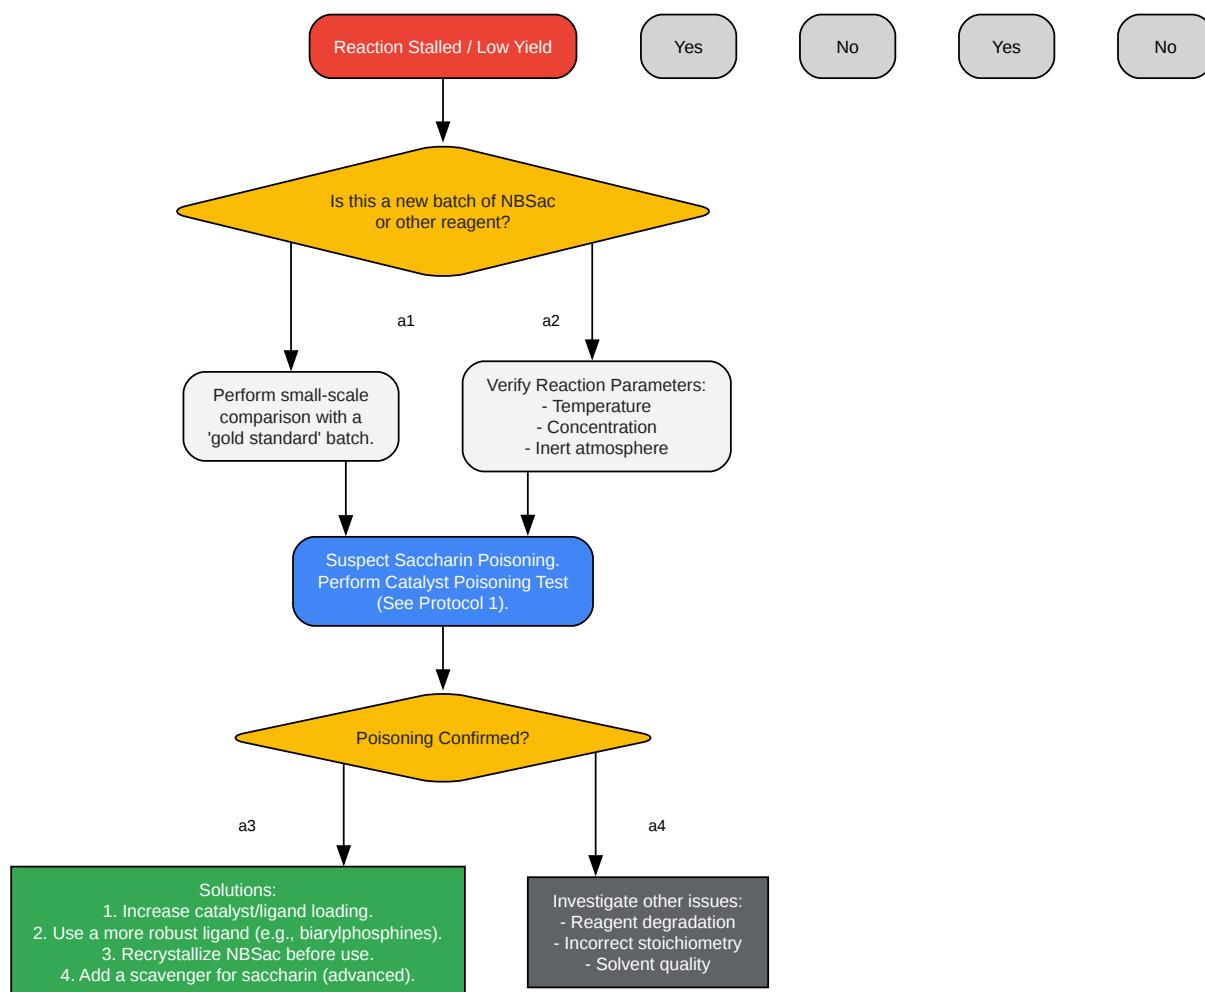 Reaction Stalled / Low Yield
Yes
No
Yes
No
Is this a new batch of NBSac
or other reagent?
a1
a2
Perform small-scale
comparison with a
'gold standard' batch.
Verify Reaction Parameters:
- Temperature
- Concentration
- Inert atmosphere
Suspect Saccharin Poisoning.
Perform Catalyst Poisoning Test
(See Protocol 1).
Poisoning Confirmed?
a3
a4
Solutions:
1. Increase catalyst/ligand loading.
2. Use a more robust ligand (e.g., biarylphosphines).
3. Recrystallize NBSac before use.
4. Add a scavenger for saccharin (advanced).
Investigate other issues:
- Reagent degradation
- Incorrect stoichiometry
- Solvent quality